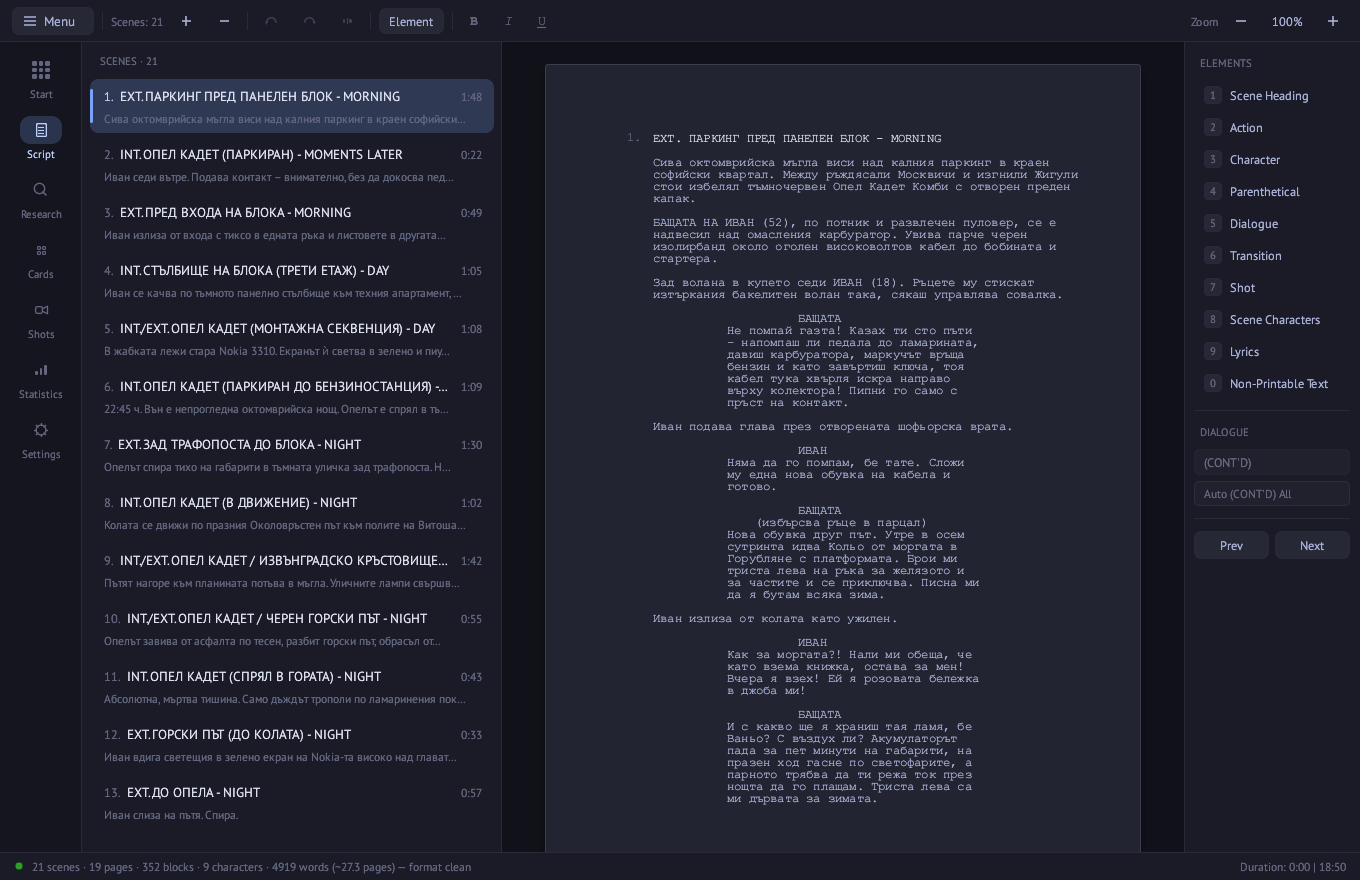 Menu
Scenes: 21
Element
B
I
U
Zoom
100%
Start
Script
Research
Cards
Shots
Statistics
Settings
SCENES · 21
1. EXT.ПАРКИНГ ПРЕД ПАНЕЛЕН БЛОК - MORNING 1:48
Сива октомврийска мъгла виси над калния паркинг в краен софийски...
2. INT.ОПЕЛ КАДЕТ (ПАРКИРАН) - MOMENTS LATER 0:22
Иван седи вътре. Подава контакт – внимателно, без да докосва пед...
3. EXT.ПРЕД ВХОДА НА БЛОКА - MORNING 0:49
Иван излиза от входа с тиксо в едната ръка и листовете в другата...
4. INT.СТЪЛБИЩЕ НА БЛОКА (ТРЕТИ ЕТАЖ) - DAY 1:05
Иван се качва по тъмното панелно стълбище към техния апартамент, ...
5. INT/EXT.ОПЕЛ КАДЕТ (МОНТАЖНА СЕКВЕНЦИЯ) - DAY 1:08
В жабката лежи стара Nokia 3310. Екранът ѝ светва в зелено и пиу...
6. INT.ОПЕЛ КАДЕТ (ПАРКИРАН ДО БЕНЗИНОСТАНЦИЯ) -... 1:09
22:45 ч. Вън е непрогледна октомврийска нощ. Опелът е спрял в тъ...
7. EXT.ЗАД ТРАФОПОСТА ДО БЛОКА - NIGHT 1:30
Опелът спира тихо на габарити в тъмната уличка зад трафопоста. Н...
8. INT.ОПЕЛ КАДЕТ (В ДВИЖЕНИЕ) - NIGHT 1:02
Колата се движи по празния Околовръстен път към полите на Витоша...
9. INT/EXT.ОПЕЛ КАДЕТ / ИЗВЪНГРАДСКО КРЪСТОВИЩЕ... 1:42
Пътят нагоре към планината потъва в мъгла. Уличните лампи свършв...
10. INT/EXT.ОПЕЛ КАДЕТ / ЧЕРЕН ГОРСКИ ПЪТ - NIGHT 0:55
Опелът завива от асфалта по тесен, разбит горски път, обрасъл от...
11. INT.ОПЕЛ КАДЕТ (СПРЯЛ В ГОРАТА) - NIGHT 0:43
Абсолютна, мъртва тишина. Само дъждът трополи по ламаринения пок...
12. EXT.ГОРСКИ ПЪТ (ДО КОЛАТА) - NIGHT 0:33
Иван вдига светещия в зелено екран на Nokia-та високо над глават...
13. EXT.ДО ОПЕЛА - NIGHT 0:57
Иван слиза на пътя. Спира.
1. EXT. ПАРКИНГ ПРЕД ПАНЕЛЕН БЛОК - MORNING
Сива октомврийска мъгла виси над калния паркинг в краен
софийски квартал. Между ръждясали Москвичи и изгнили Жигули
стои избелял тъмночервен Опел Кадет Комби с отворен преден
капак.
БАЩАТА НА ИВАН (52), по потник и развлечен пуловер, се е
надвесил над омасления карбуратор. Увива парче черен
изолирбанд около оголен високоволтов кабел до бобината и
стартера.
Зад волана в купето седи ИВАН (18). Ръцете му стискат
изтъркания бакелитен волан така, сякаш управлява совалка.
БАЩАТА
Не помпай газта! Казах ти сто пъти
– напомпаш ли педала до ламарината,
давиш карбуратора, маркучът връща
бензин и като завъртиш ключа, тоя
кабел тука хвърля искра направо
върху колектора! Пипни го само с
пръст на контакт.
Иван подава глава през отворената шофьорска врата.
ИВАН
Няма да го помпам, бе тате. Сложи
му една нова обувка на кабела и
готово.
БАЩАТА
(избърсва ръце в парцал)
Нова обувка друг път. Утре в осем
сутринта идва Кольо от моргата в
Горубляне с платформата. Брои ми
триста лева на ръка за желязото и
за частите и се приключва. Писна ми
да я бутам всяка зима.
Иван излиза от колата като ужилен.
ИВАН
Как за моргата?! Нали ми обеща, че
като взема книжка, остава за мен!
Вчера я взех! Ей я розовата бележка
в джоба ми!
БАЩАТА
И с какво ще я храниш тая ламя, бе
Ваньо? С въздух ли? Акумулаторът
пада за пет минути на габарити, на
празен ход гасне по светофарите, а
парното трябва да ти режа ток през
нощта да го плащам. Триста лева са
ми дървата за зимата.
ELEMENTS
1 Scene Heading
2 Action
3 Character
4 Parenthetical
5 Dialogue
6 Transition
7 Shot
8 Scene Characters
9 Lyrics
0 Non-Printable Text
DIALOGUE
(CONT'D)
Auto (CONT'D) All
Prev
Next
21 scenes · 19 pages · 352 blocks · 9 characters · 4919 words (~27.3 pages) — format clean
Duration: 0:00 | 18:50